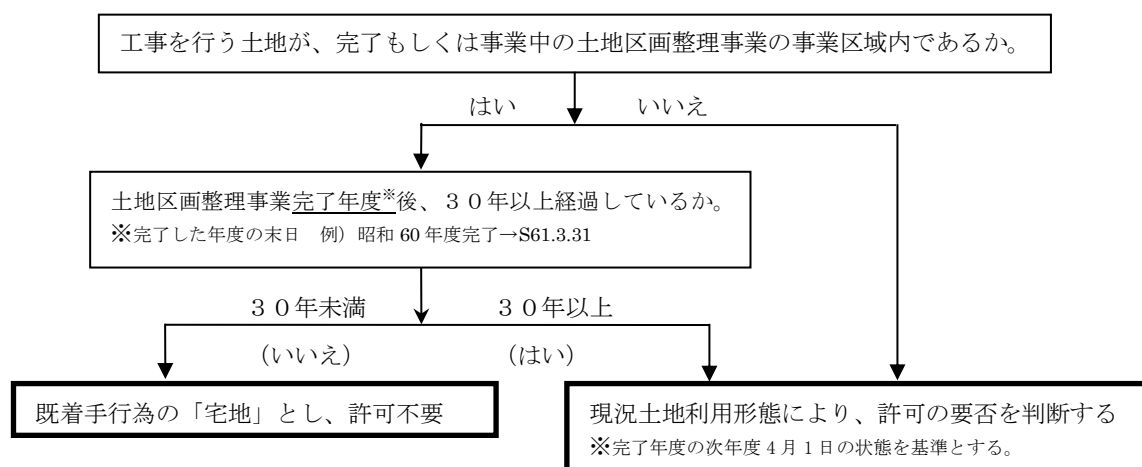 工事を行う土地が、完了もしくは事業中の土地区画整理事業の事業区域内であるか。
はい
いいえ
土地区画整理事業完了年度※後、３０年以上経過しているか。
※完了した年度の末日　例）昭和 60 年度完了→S61.3.31
３０年未満
３０年以上
（いいえ）
（はい）
既着手行為の「宅地」とし、許可不要
現況土地利用形態により、許可の要否を判断する
※完了年度の次年度 4 月 1 日の状態を基準とする。